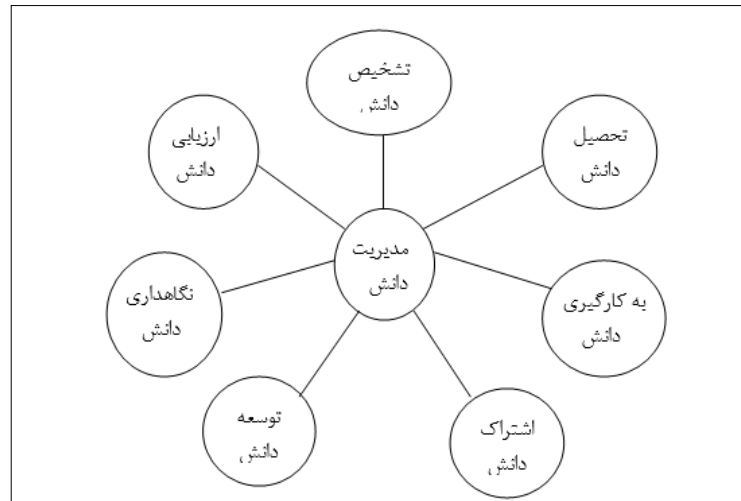 تشخیص
دانش
تحصیل
دانش
ارزیابی
دانش
مدیریت
دانش
به کارگیری
دانش
نگاهداری
دانش
اشتراک
دانش
توسعه
دانش